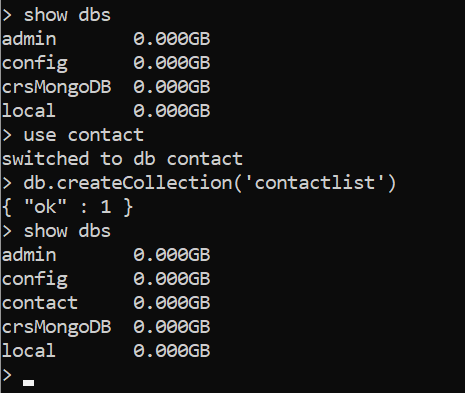 > show dbs
admin       0.000GB
config      0.000GB
crsMongoDB  0.000GB
local       0.000GB
> use contact
switched to db contact
> db.createCollection('contactlist')
{ "ok" : 1 }
> show dbs
admin       0.000GB
config      0.000GB
contact     0.000GB
crsMongoDB  0.000GB
local       0.000GB
>